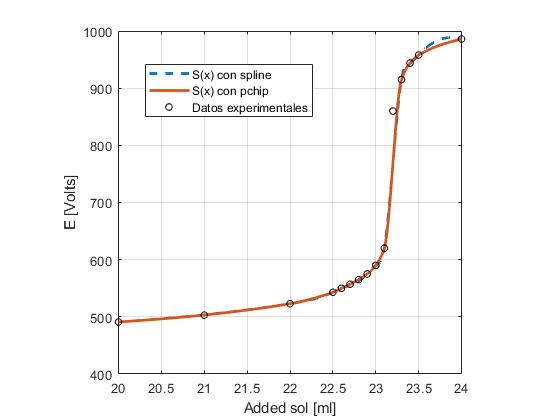 1000
900
800
700
600
500
400
E [Volts]
S(x) con spline
S(x) con pchip
Datos experimentales
20 20.5 21 21.5 22 22.5 23 23.5 24
Added sol [ml]